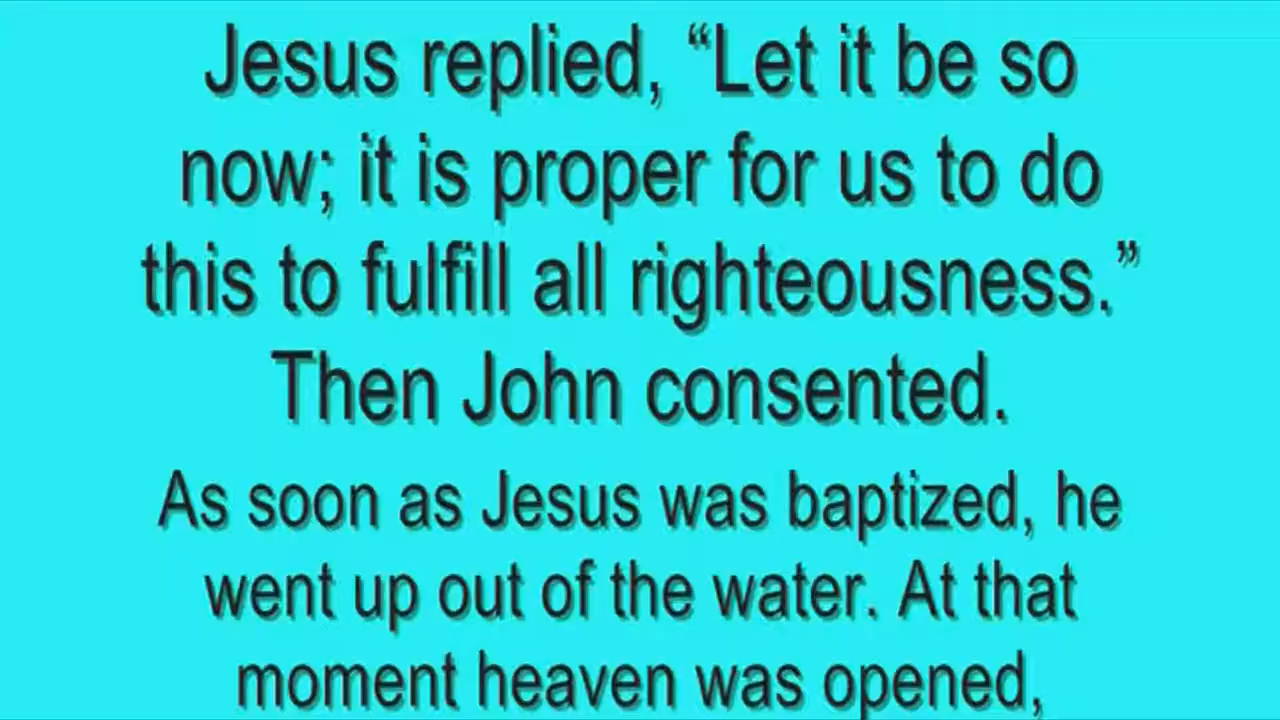 Jesus replied, “Let it be so
now; it is proper for us to do
this to fulfill all righteousness.”
Then John consented.
As soon as Jesus was baptized, he
went up out of the water. At that
moment heaven was opened,